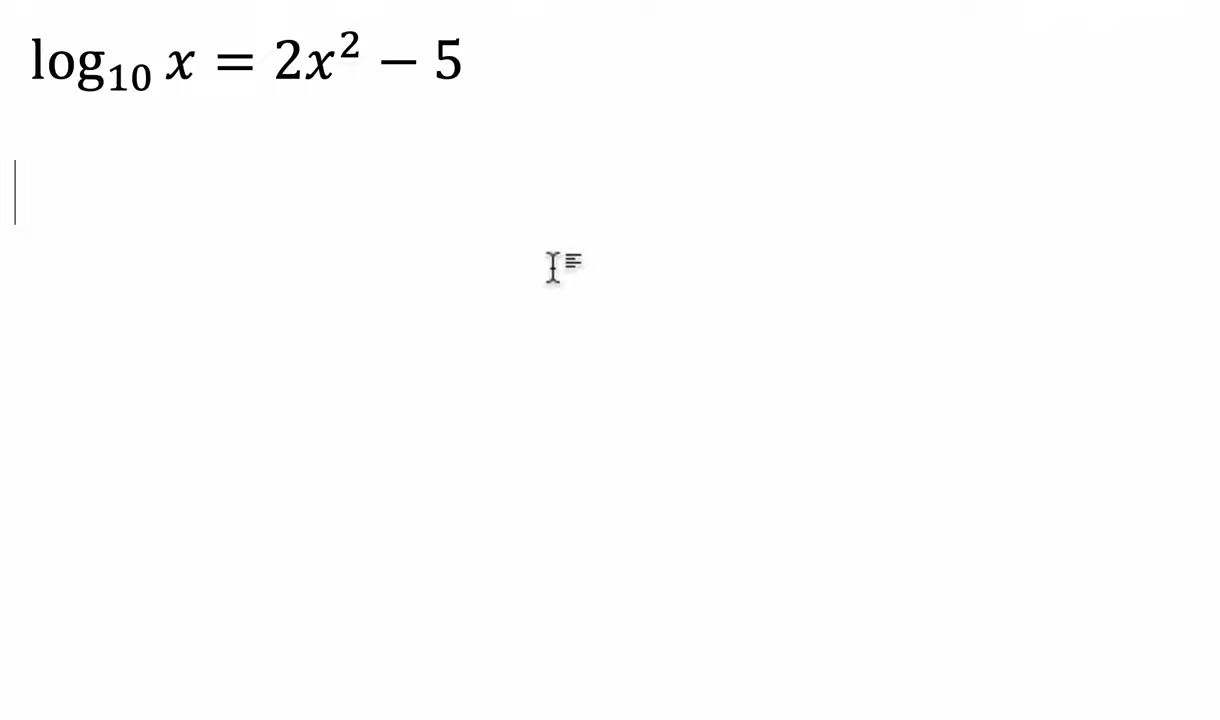 log₁₀ x = 2x² − 5